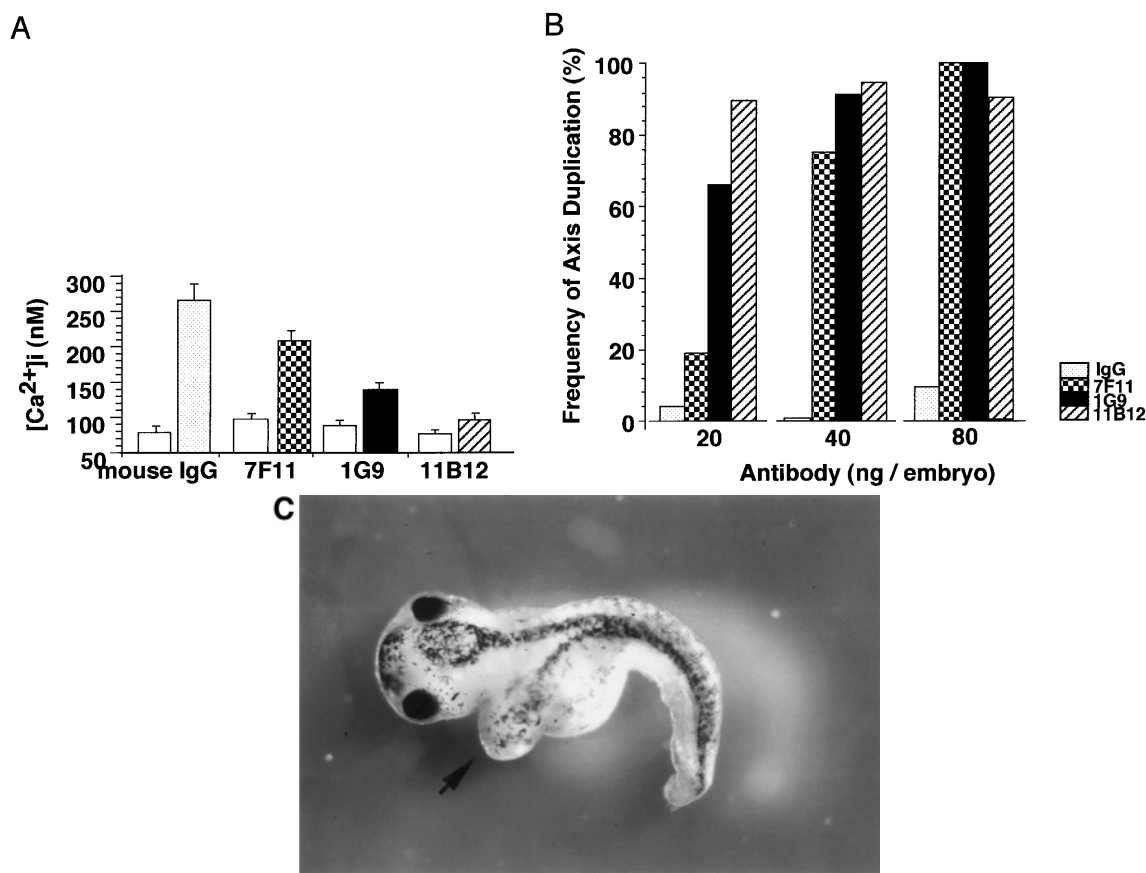 A
[Ca2+]i (nM)
300
250
200
150
100
50
mouse IgG 7F11 1G9 11B12
B
Frequency of Axis Duplication (%)
100
80
60
40
20
0
20 40 80
Antibody (ng / embryo)
IgG
7F11
1G9
11B12
C